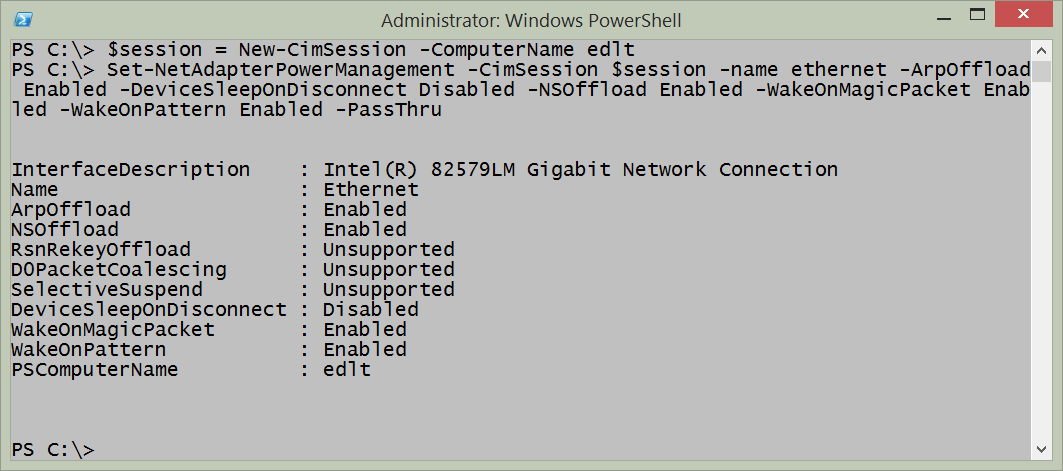 Administrator: Windows PowerShell
PS C:\> $session = New-CimSession -ComputerName edlt
PS C:\> Set-NetAdapterPowerManagement -CimSession $session -name ethernet -ArpOffload
 Enabled -DeviceSleepOnDisconnect Disabled -NSOffload Enabled -WakeOnMagicPacket Enab
led -WakeOnPattern Enabled -PassThru
InterfaceDescription    : Intel(R) 82579LM Gigabit Network Connection
Name                    : Ethernet
ArpOffload              : Enabled
NSOffload               : Enabled
RsnRekeyOffload         : Unsupported
D0PacketCoalescing      : Unsupported
SelectiveSuspend        : Unsupported
DeviceSleepOnDisconnect : Disabled
WakeOnMagicPacket       : Enabled
WakeOnPattern           : Enabled
PSComputerName          : edlt
PS C:\>